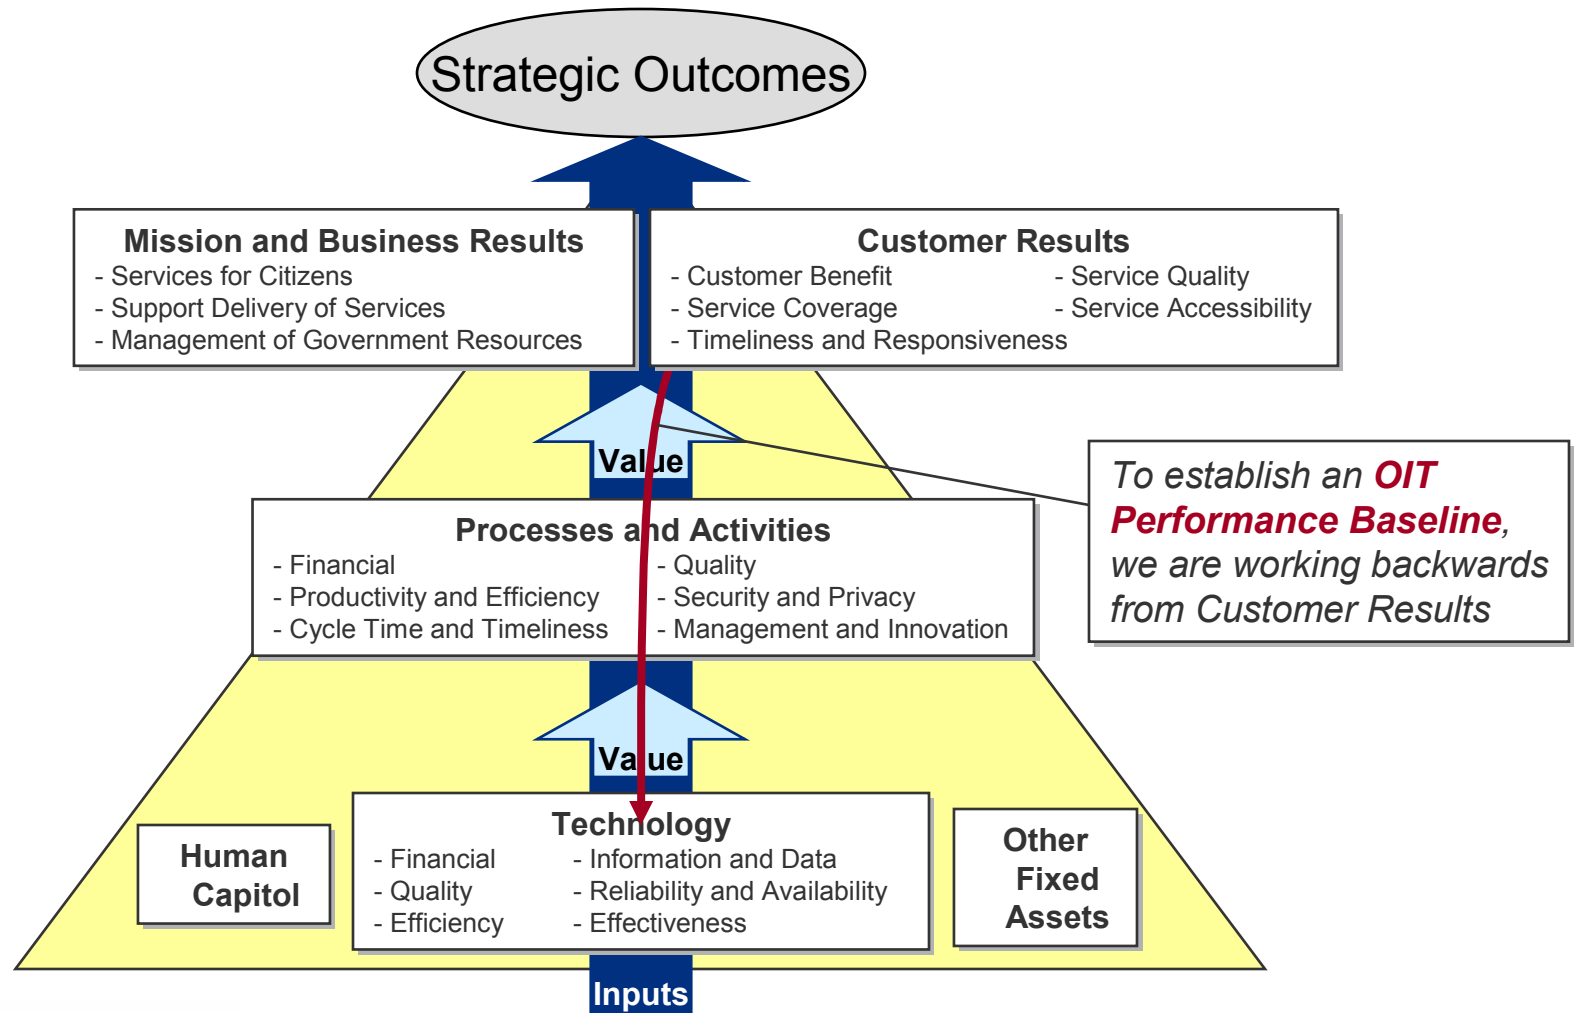 Strategic Outcomes
Mission and Business Results
- Services for Citizens
- Support Delivery of Services
- Management of Government Resources
Customer Results
- Customer Benefit
- Service Coverage
- Timeliness and Responsiveness
- Service Quality
- Service Accessibility
Value
To establish an OIT
Performance Baseline,
we are working backwards
from Customer Results
Processes and Activities
- Financial
- Productivity and Efficiency
- Cycle Time and Timeliness
- Quality
- Security and Privacy
- Management and Innovation
Value
Human
Capitol
Technology
- Financial
- Quality
- Efficiency
- Information and Data
- Reliability and Availability
- Effectiveness
Other
Fixed
Assets
Inputs